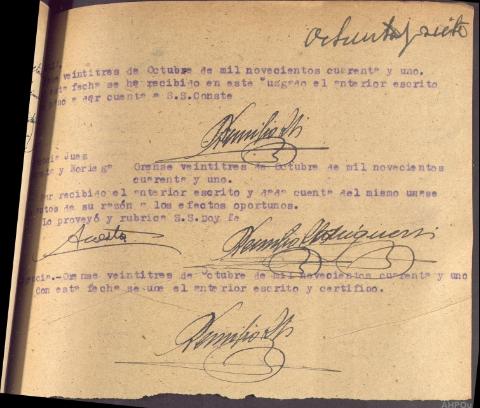 ochenta y siete
veintitres de Octubre de mil novecientos cuarenta y uno.
fecha se ha recibido en este Juzgado el anterior escrito
a dar cuenta a S.S.Conste
Juez
y Noriega Orense veintitres de Octubre de mil novecientos
cuarenta y uno.
recibido el anterior escrito y dada cuenta del mismo unase
autos de su razón a los efectos oportunos.
Lo proveyó y rubrica S.S.Doy fe
Acosta
-Orense veintitres de Octubre de mil novecientos cuarenta y uno
Con esta fecha se une el anterior escrito y certifico.
AHPOu